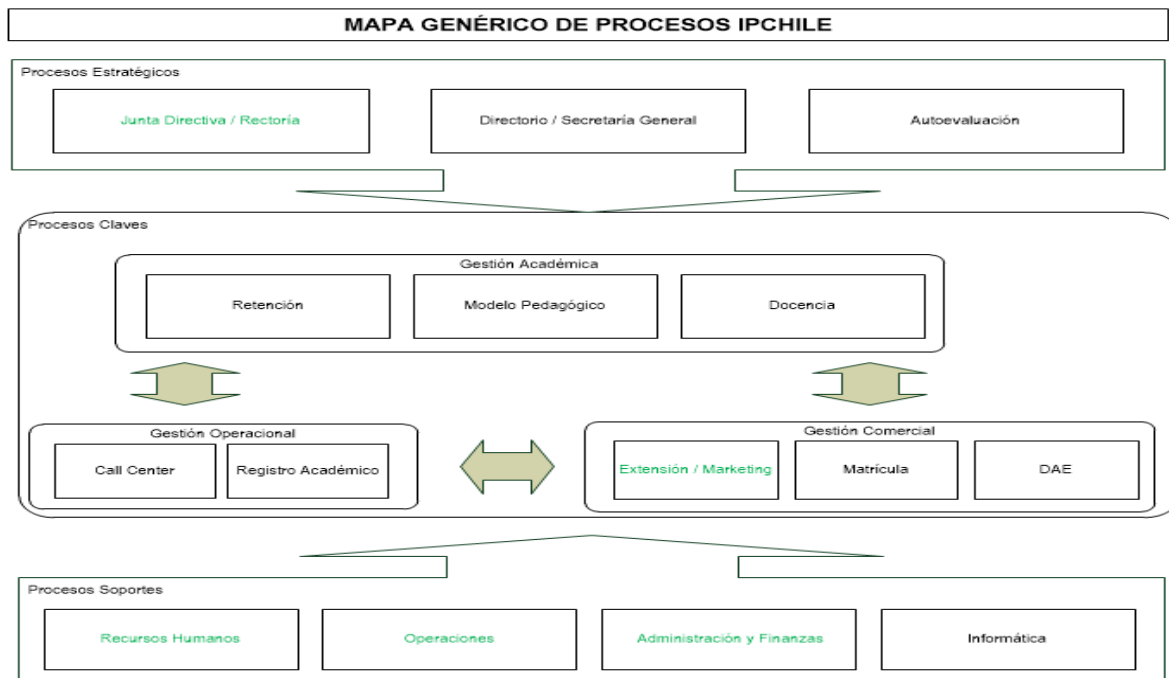 MAPA GENÉRICO DE PROCESOS IPCHILE
Procesos Estratégicos
Junta Directiva / Rectoría
Directorio / Secretaría General
Autoevaluación
Procesos Claves
Gestión Académica
Retención
Modelo Pedagógico
Docencia
Gestión Operacional
Call Center
Registro Académico
Gestión Comercial
Extensión / Marketing
Matrícula
DAE
Procesos Soportes
Recursos Humanos
Operaciones
Administración y Finanzas
Informática